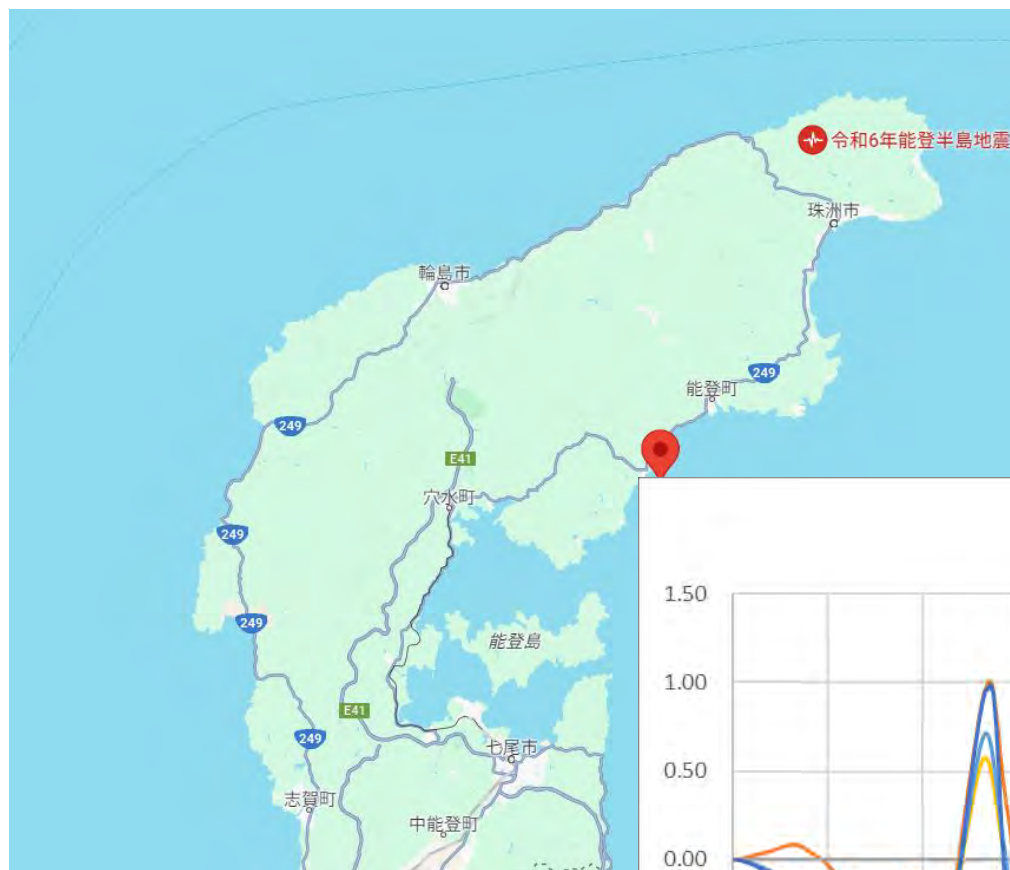 令和6年能登半島地震
珠洲市
輪島市
249
能登町
249
E41
穴水町
249
1.50
249
能登島
1.00
E41
249
七尾市
0.50
志賀町
中能登町
0.00